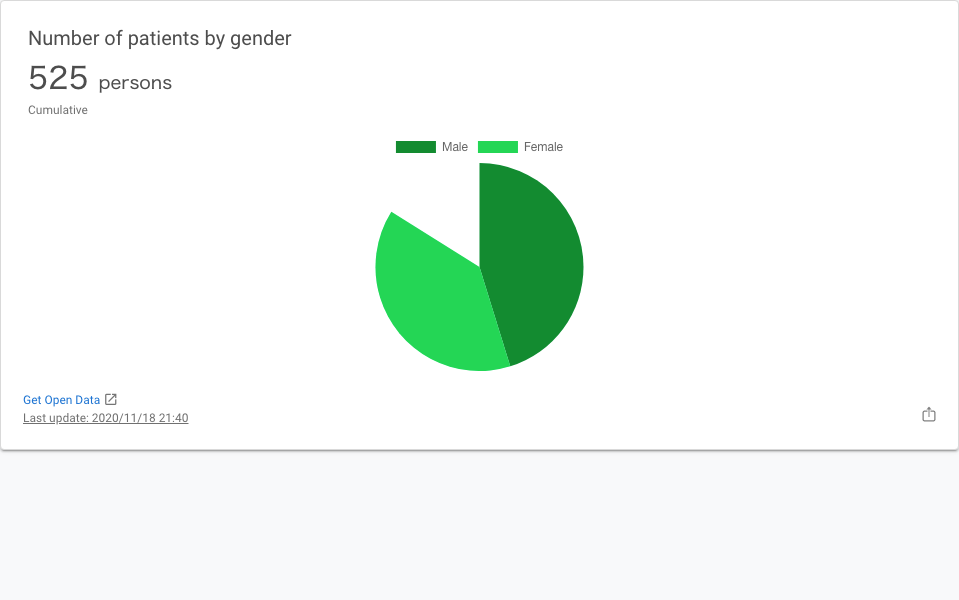 Number of patients by gender
525 persons
Cumulative
Male Female
Get Open Data
Last update: 2020/11/18 21:40